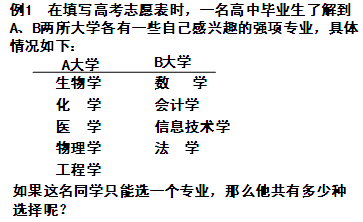 例1 在填写高考志愿表时，一名高中毕业生了解到
A、B两所大学各有一些自己感兴趣的强项专业，具体
情况如下：
A大学 B大学
生物学 数 学
化 学 会计学
医 学 信息技术学
物理学 法 学
工程学
如果这名同学只能选一个专业，那么他共有多少种
选择呢？